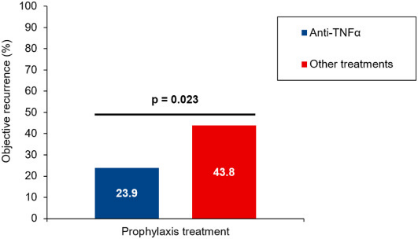 100
90
80
70
60
50
40
30
20
10
0
Objective recurrence (%)
p = 0.023
23.9
43.8
Prophylaxis treatment
Anti-TNFα
Other treatments